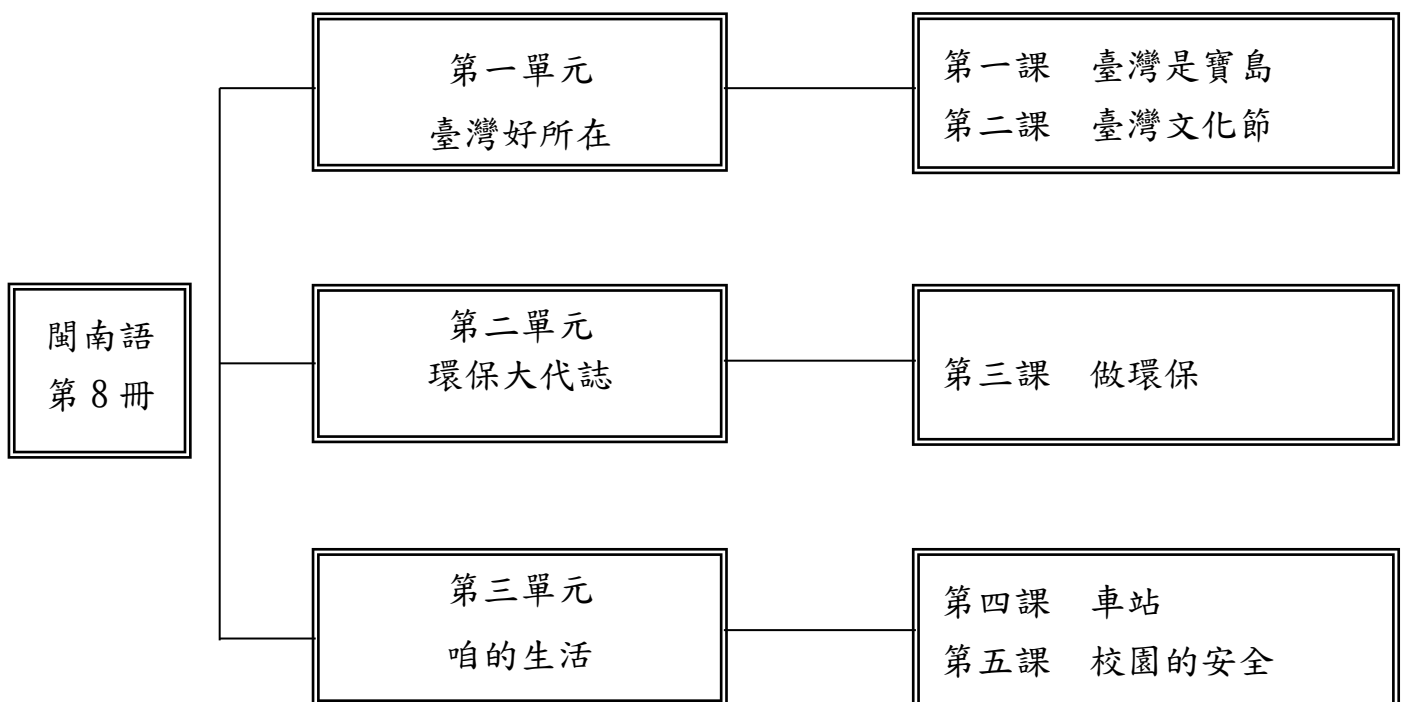 閩南語
第8冊
第一單元
臺灣好所在
第一課 臺灣是寶島
第二課 臺灣文化節
第二單元
環保大代誌
第三課 做環保
第三單元
咱的生活
第四課 車站
第五課 校園的安全